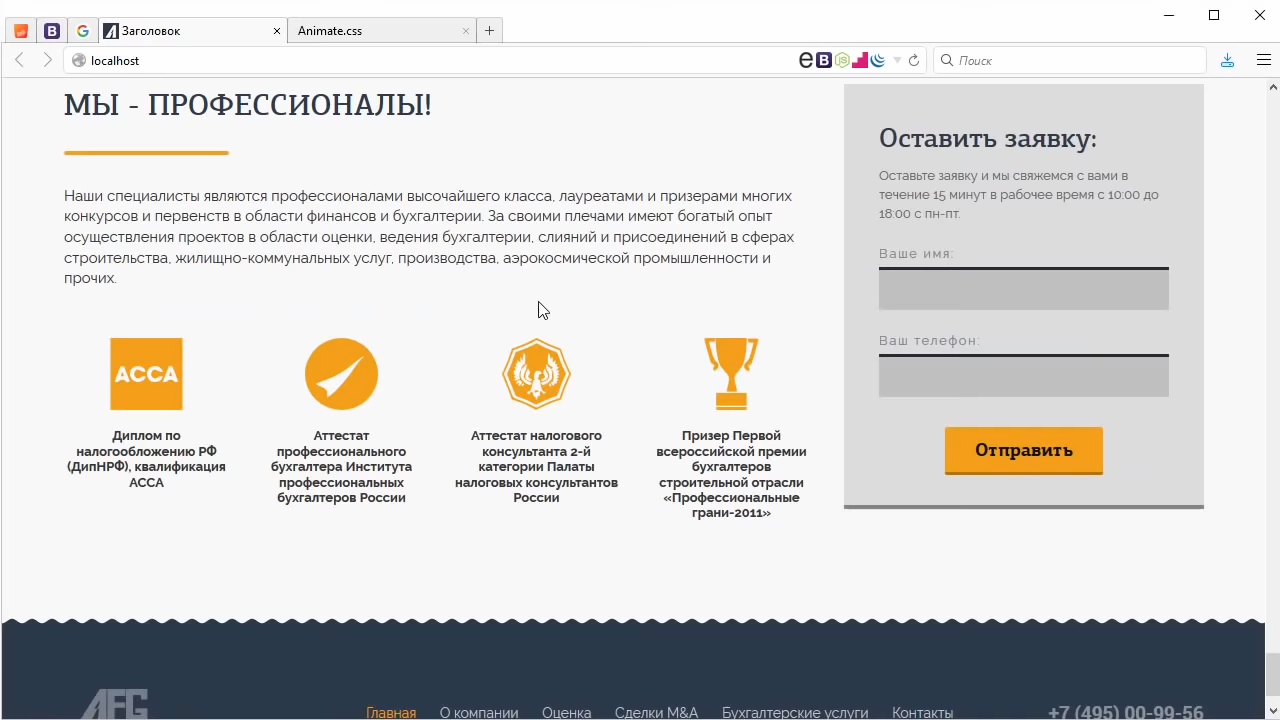 Заголовок
Animate.css
localhost
Поиск
МЫ - ПРОФЕССИОНАЛЫ!
Наши специалисты являются профессионалами высочайшего класса, лауреатами и призерами многих
конкурсов и первенств в области финансов и бухгалтерии. За своими плечами имеют богатый опыт
осуществления проектов в области оценки, ведения бухгалтерии, слияний и присоединений в сферах
строительства, жилищно-коммунальных услуг, производства, аэрокосмической промышленности и
прочих.
ACCA
Диплом по
налогообложению РФ
(ДипНРФ), квалификация
АССА
Аттестат
профессионального
бухгалтера Института
профессиональных
бухгалтеров России
Аттестат налогового
консультанта 2-й
категории Палаты
налоговых консультантов
России
Призер Первой
всероссийской премии
бухгалтеров
строительной отрасли
«Профессиональные
грани-2011»
Оставить заявку:
Оставьте заявку и мы свяжемся с вами в
течение 15 минут в рабочее время с 10:00 до
18:00 с пн-пт.
Ваше имя:
Ваш телефон:
Отправить
AFG
Главная
О компании
Оценка
Сделки M&A
Бухгалтерские услуги
Контакты
+7 (495) 00-99-56